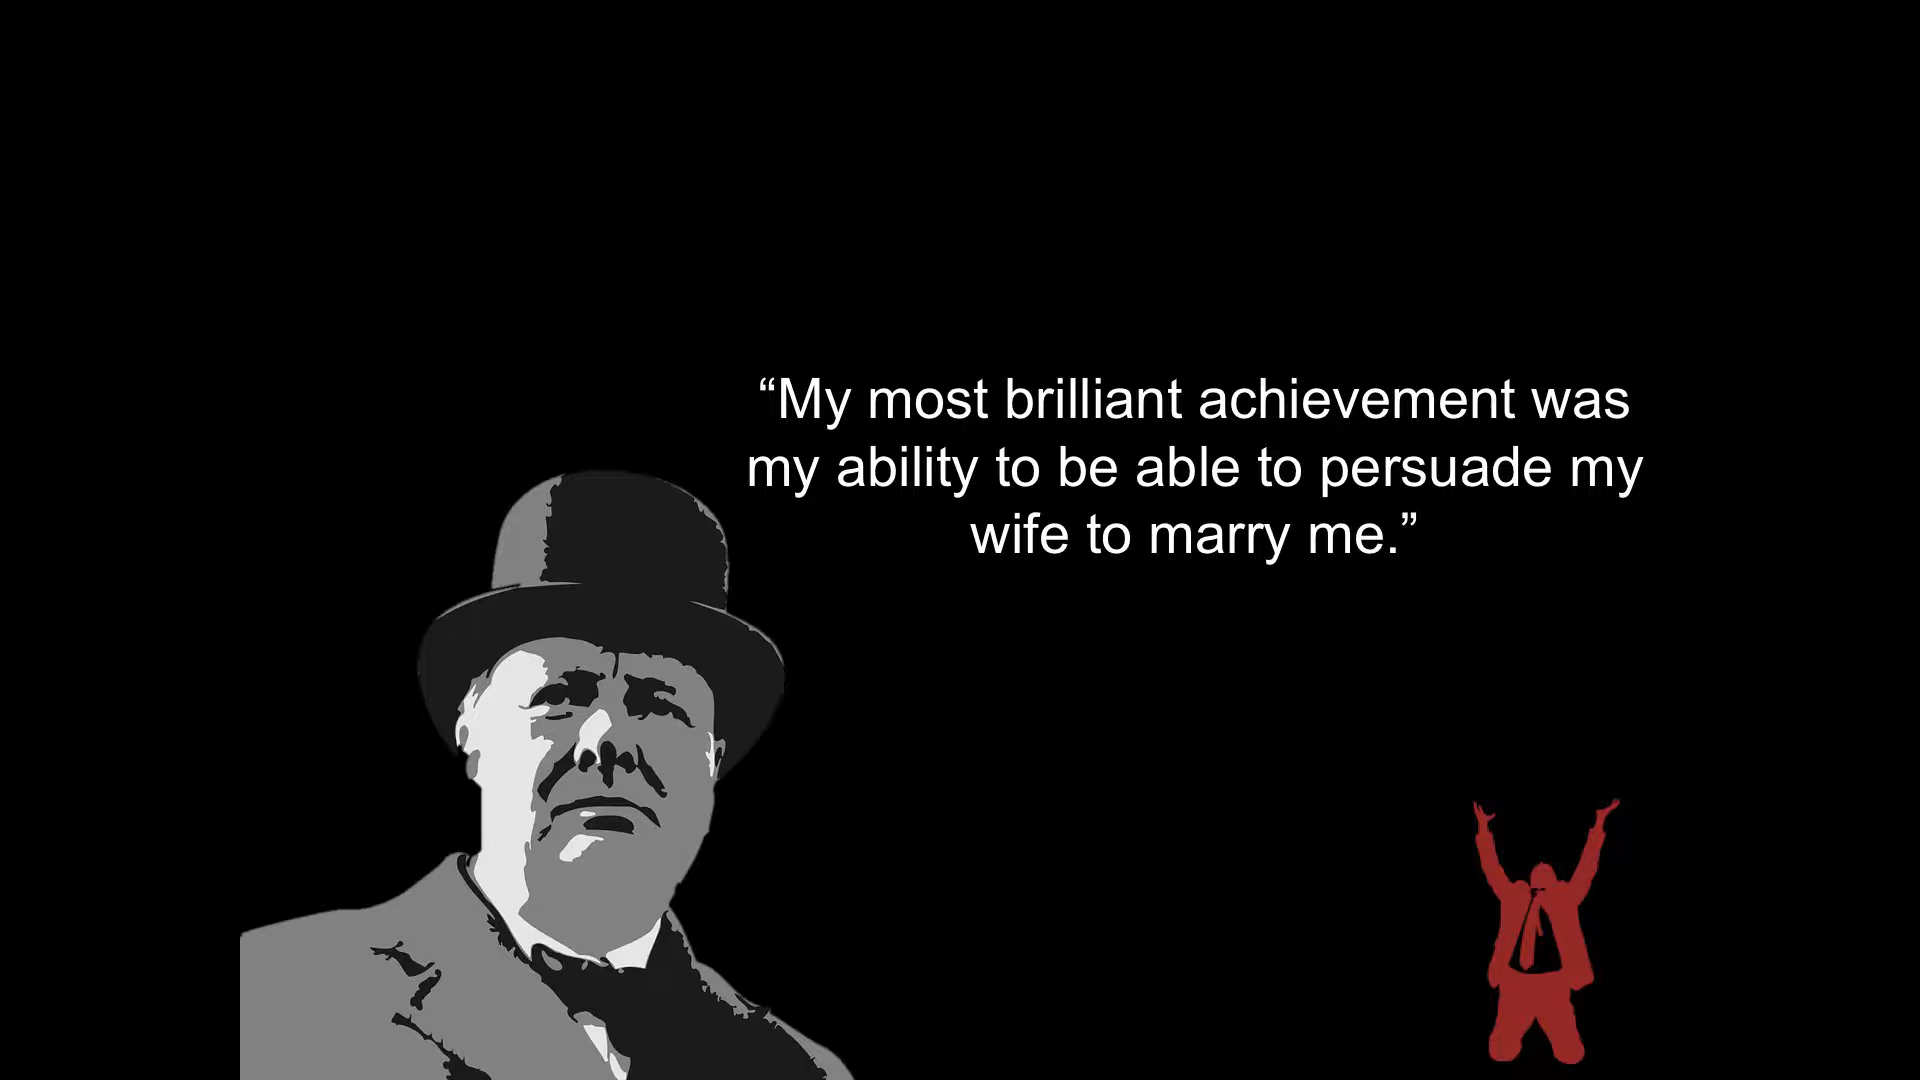 “My most brilliant achievement was
my ability to be able to persuade my
wife to marry me.”